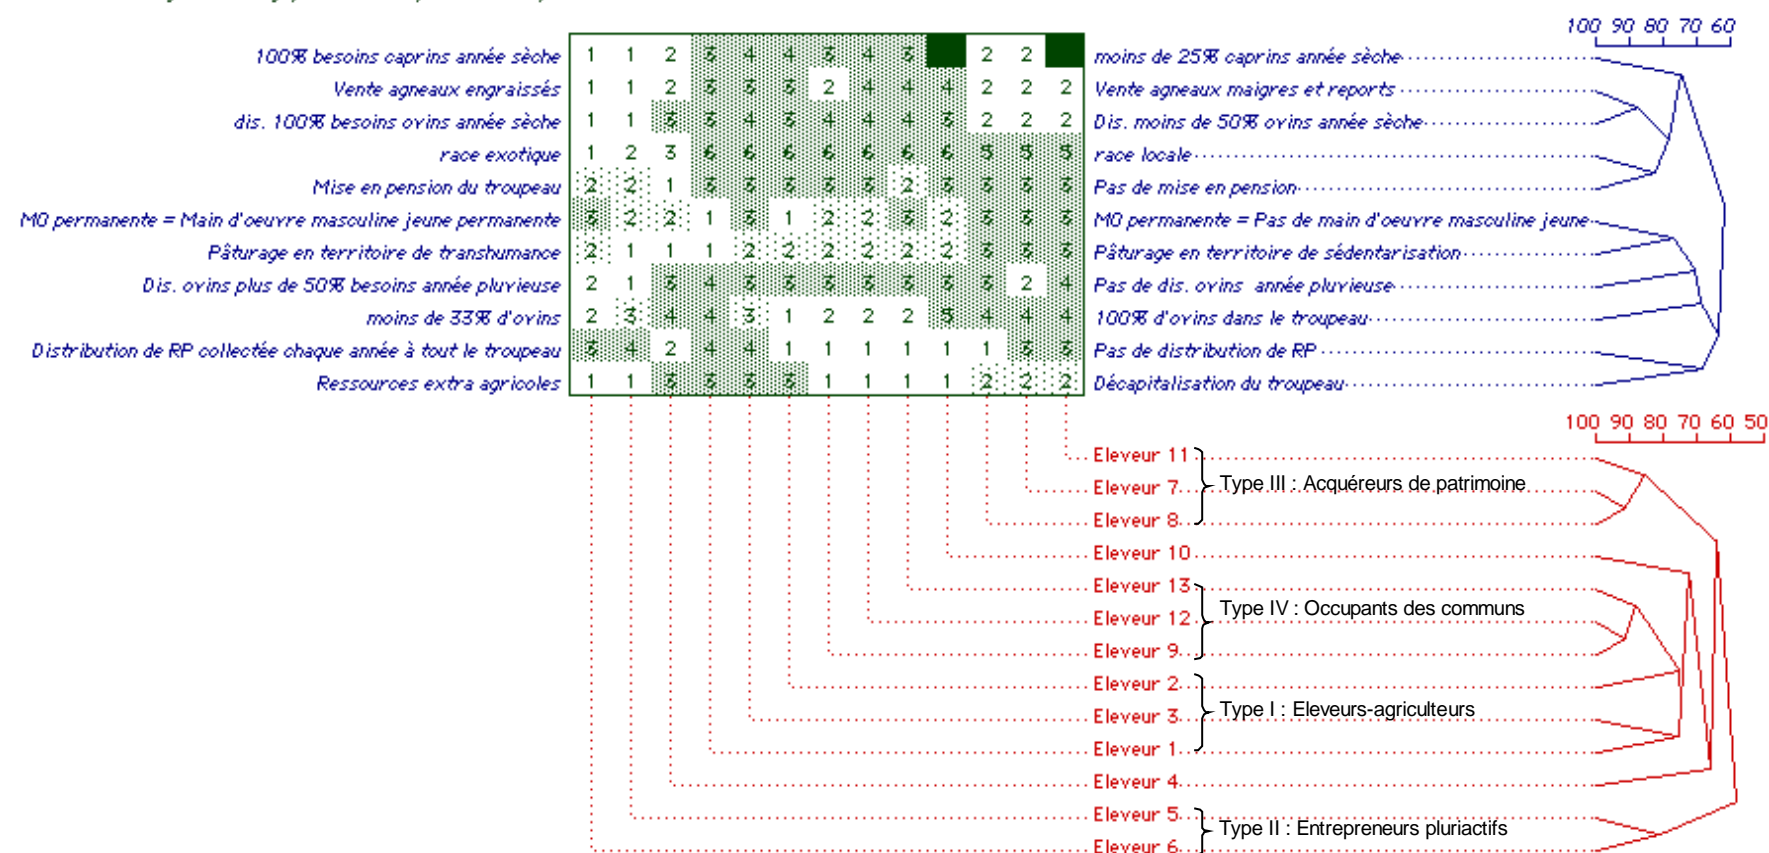 100 90 80 70 60
100% besoins caprins année sèche 1 1 2 3 4 4 3 4 3 2 2 moins de 25% caprins année sèche
Vente agneaux engraissés 1 1 2 3 3 3 2 4 4 4 2 2 2 Vente agneaux maigres et reports
dis. 100% besoins ovins année sèche 1 1 3 3 4 3 4 4 4 3 2 2 2 Dis. moins de 50% ovins année sèche
race exotique 1 2 3 6 6 6 6 6 6 6 5 5 5 race locale
Mise en pension du troupeau 2 2 1 3 3 3 3 3 2 3 3 3 3 Pas de mise en pension
MO permanente = Main d'oeuvre masculine jeune permanente 3 2 2 1 3 1 2 2 3 2 3 3 3 MO permanente = Pas de main d'oeuvre masculine jeune
Pâturage en territoire de transhumance 2 1 1 1 2 2 2 2 2 2 3 3 3 Pâturage en territoire de sédentarisation
Dis. ovins plus de 50% besoins année pluvieuse 2 1 3 4 3 3 3 3 3 3 3 2 4 Pas de dis. ovins année pluvieuse
moins de 33% d'ovins 2 3 4 4 3 1 2 2 2 5 4 4 4 100% d'ovins dans le troupeau
Distribution de RP collectée chaque année à tout le troupeau 3 4 2 4 4 1 1 1 1 1 1 3 3 Pas de distribution de RP
Ressources extra agricoles 1 1 3 3 3 3 1 1 1 1 2 2 2 Décapitalisation du troupeau
100 90 80 70 60 50
Eleveur 11
Eleveur 7 Type III : Acquéreurs de patrimoine
Eleveur 8
Eleveur 10
Eleveur 13
Eleveur 12 Type IV : Occupants des communs
Eleveur 9
Eleveur 2
Eleveur 3 Type I : Eleveurs-agriculteurs
Eleveur 1
Eleveur 4
Eleveur 5
Type II : Entrepreneurs pluriactifs
Eleveur 6